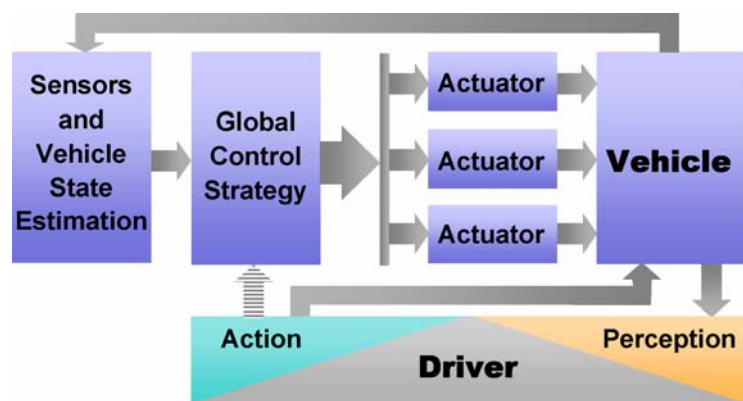 Sensors
and
Vehicle
State
Estimation
Global
Control
Strategy
Actuator
Actuator
Actuator
Vehicle
Action
Driver
Perception